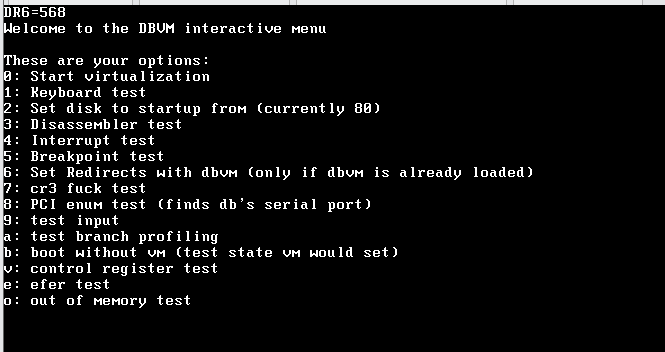 DR6=568
Welcome to the DBVM interactive menu
These are your options:
0: Start virtualization
1: Keyboard test
2: Set disk to startup from (currently 80)
3: Disassembler test
4: Interrupt test
5: Breakpoint test
6: Set Redirects with dbvm (only if dbvm is already loaded)
7: cr3 fuck test
8: PCI enum test (finds db's serial port)
9: test input
a: test branch profiling
b: boot without vm (test state vm would set)
v: control register test
e: efer test
o: out of memory test